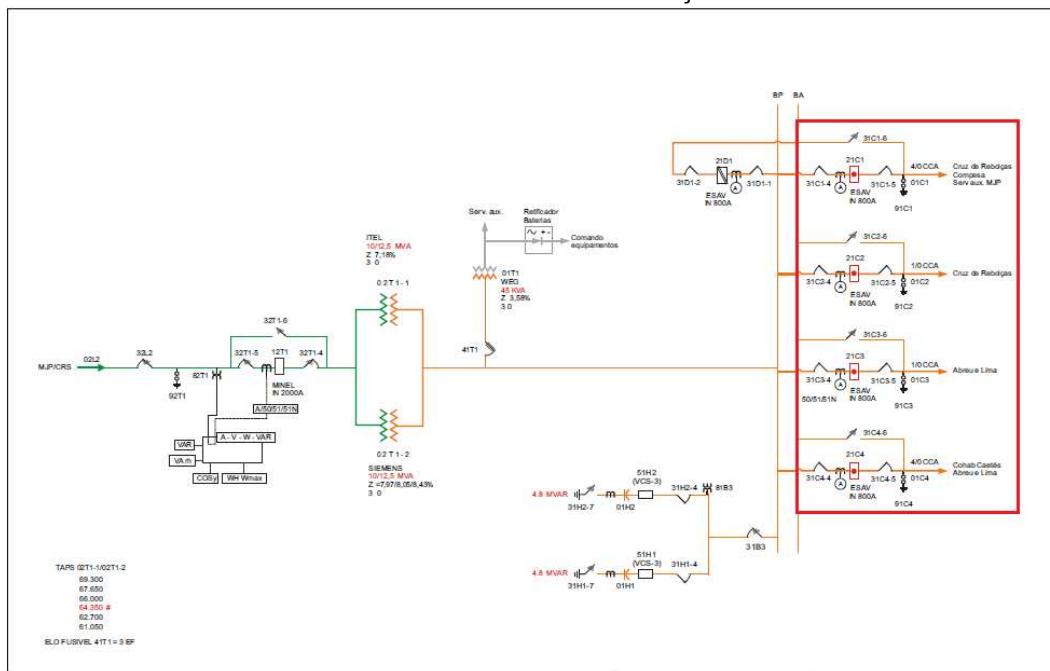 BP BA
31C1-6
21D1
21C1
4/0 CCA
Cruz de Reboiças
Compesa
Serv aux. MJP
31D1-2
31D1-1
31C1-4
31C1-5
01C1
A
A
ESAV
IN 800A
ESAV
IN 800A
91C1
Serv. aux.
Retificador
Baterias
Comando
equipamentos
ITEL
10/12,5 MVA
Z 7,18%
3 0
01T1
WEG
45 KVA
Z 3,58%
3 0
31C2-6
21C2
1/0 CCA
Cruz de Reboiças
31C2-4
31C2-5
01C2
A
ESAV
IN 800A
91C2
02T1-1
32T1-6
41T1
31C3-6
21C3
1/0 CCA
Abreu e Lima
31C3-4
31C3-5
01C3
50/51/51N
A
ESAV
IN 800A
91C3
MJP/CRS
02L2
32L2
32T1-5
12T1
32T1-4
82T1
92T1
MINEL
IN 2000A
A/50/51/51N
VAR
A - V - W - VAR
VArh
COSy
WH Wmax
02T1-2
SIEMENS
10/12,5 MVA
Z =7,97/8,05/8,43%
3 0
31C4-6
21C4
4/0 CCA
Cohab Caetés
Abreu e Lima
31C4-4
31C4-5
01C4
A
ESAV
IN 800A
91C4
51H2
(VCS-3)
31H2-4
81B3
4.8 MVAR
31H2-7
01H2
31B3
51H1
(VCS-3)
31H1-4
4.8 MVAR
31H1-7
01H1
TAPS 02T1-1/02T1-2
69.300
67.650
66.000
64.350 #
62.700
61.050
ELO FUSIVEL 41T1 = 3 EF